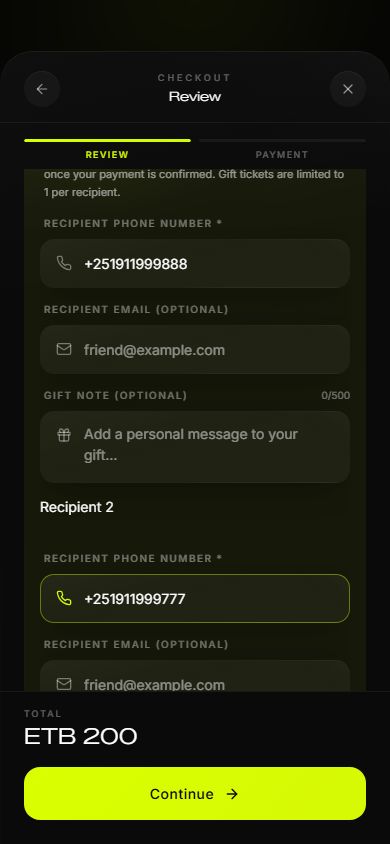 CHECKOUT
Review
REVIEW
PAYMENT
once your payment is confirmed. Gift tickets are limited to
1 per recipient.
RECIPIENT PHONE NUMBER *
+251911999888
RECIPIENT EMAIL (OPTIONAL)
friend@example.com
GIFT NOTE (OPTIONAL) 0/500
Add a personal message to your
gift...
Recipient 2
RECIPIENT PHONE NUMBER *
+251911999777
RECIPIENT EMAIL (OPTIONAL)
friend@example.com
TOTAL
ETB 200
Continue →